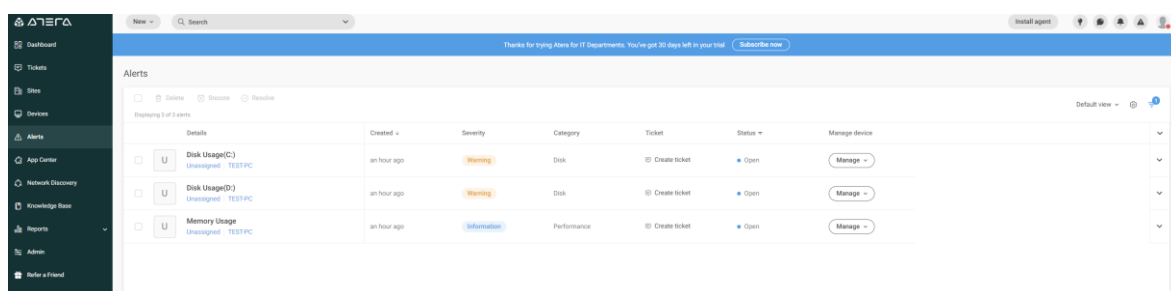 ATERA
New
Search
Install agent
Dashboard
Tickets
Sites
Devices
Alerts
App Center
Network Discovery
Knowledge Base
Reports
Admin
Refer a Friend
Thanks for trying Atera for IT Departments. You've got 30 days left in your trial Subscribe now
Alerts
Delete Snooze Resolve
Displaying 3 of 3 alerts
Default view
1
Details Created Severity Category Ticket Status Manage device
U Disk Usage(C:) an hour ago Warning Disk Create ticket Open Manage
Unassigned TEST-PC
U Disk Usage(D:) an hour ago Warning Disk Create ticket Open Manage
Unassigned TEST-PC
U Memory Usage an hour ago Information Performance Create ticket Open Manage
Unassigned TEST-PC